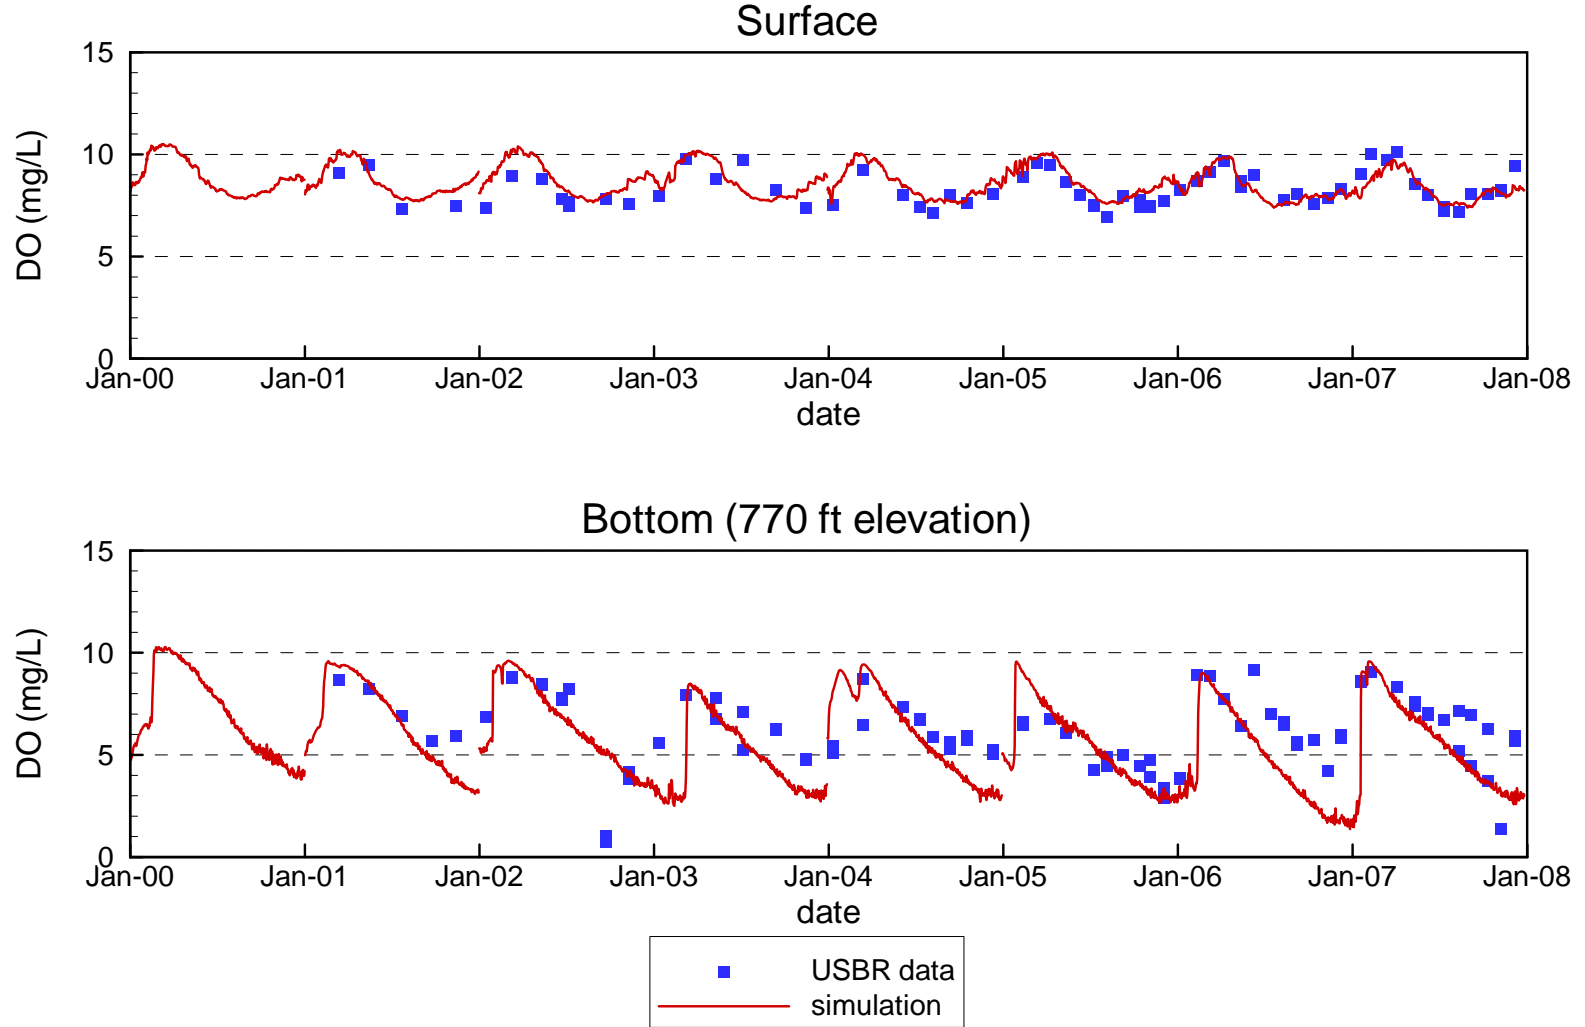 Surface
15
10
5
0
DO (mg/L)
Jan-00 Jan-01 Jan-02 Jan-03 Jan-04 Jan-05 Jan-06 Jan-07 Jan-08
date
Bottom (770 ft elevation)
15
10
5
0
DO (mg/L)
Jan-00 Jan-01 Jan-02 Jan-03 Jan-04 Jan-05 Jan-06 Jan-07 Jan-08
date
USBR data
simulation